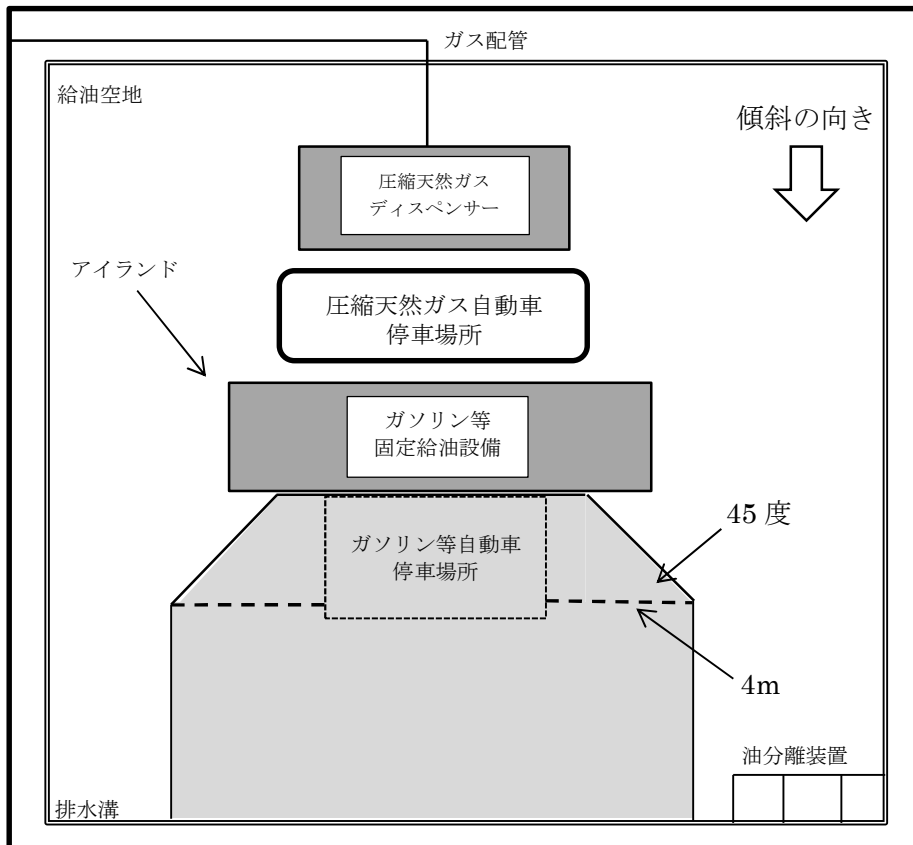 ガス配管
給油空地
傾斜の向き
圧縮天然ガス
ディスペンサー
アイランド
圧縮天然ガス自動車
停車場所
ガソリン等
固定給油設備
45 度
ガソリン等自動車
停車場所
4m
油分離装置
排水溝